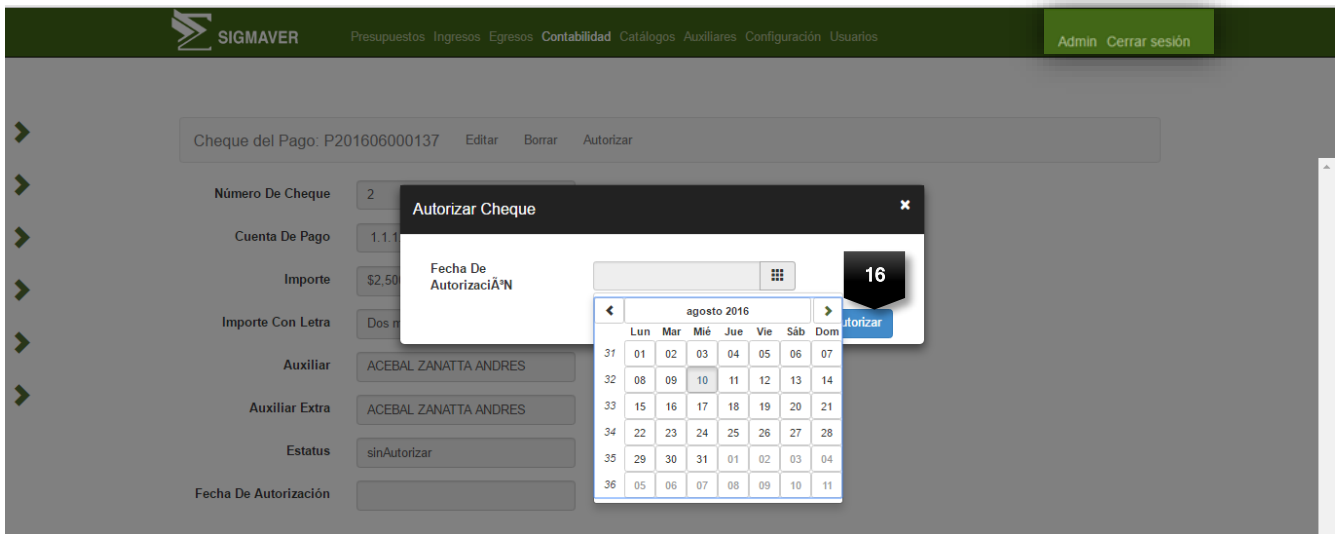 SIGMAVER Presupuestos Ingresos Egresos Contabilidad Catálogos Auxiliares Configuración Usuarios Admin Cerrar sesión
Cheque del Pago: P201606000137 Editar Borrar Autorizar
Número De Cheque 2
Autorizar Cheque
Cuenta De Pago 1.1.1
Fecha De
AutorizaciÃ³N
16
Importe $2,50
agosto 2016
Importe Con Letra Dos m
utorizar
Lun Mar Mié Jue Vie Sáb Dom
31 01 02 03 04 05 06 07
Auxiliar ACEBAL ZANATTA ANDRES
32 08 09 10 11 12 13 14
Auxiliar Extra ACEBAL ZANATTA ANDRES
33 15 16 17 18 19 20 21
34 22 23 24 25 26 27 28
Estatus sinAutorizar
35 29 30 31 01 02 03 04
36 05 06 07 08 09 10 11
Fecha De Autorización